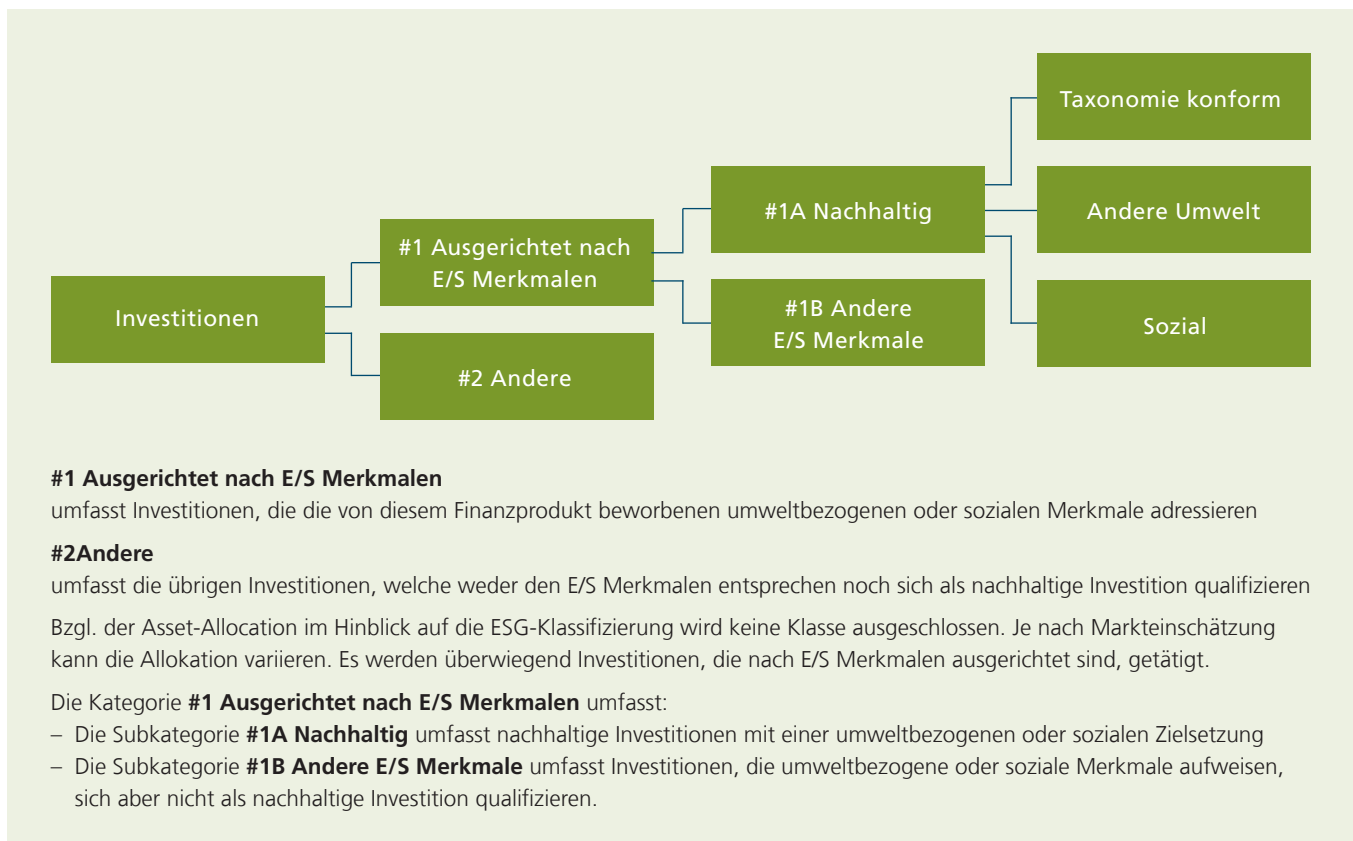 Investitionen
#1 Ausgerichtet nach
E/S Merkmalen
#2 Andere
#1A Nachhaltig
#1B Andere
E/S Merkmale
Taxonomie konform
Andere Umwelt
Sozial
#1 Ausgerichtet nach E/S Merkmalen
umfasst Investitionen, die die von diesem Finanzprodukt beworbenen umweltbezogenen oder sozialen Merkmale adressieren
#2Andere
umfasst die übrigen Investitionen, welche weder den E/S Merkmalen entsprechen noch sich als nachhaltige Investition qualifizieren
Bzgl. der Asset-Allocation im Hinblick auf die ESG-Klassifizierung wird keine Klasse ausgeschlossen. Je nach Markteinschätzung
kann die Allokation variieren. Es werden überwiegend Investitionen, die nach E/S Merkmalen ausgerichtet sind, getätigt.
Die Kategorie #1 Ausgerichtet nach E/S Merkmalen umfasst:
– Die Subkategorie #1A Nachhaltig umfasst nachhaltige Investitionen mit einer umweltbezogenen oder sozialen Zielsetzung
– Die Subkategorie #1B Andere E/S Merkmale umfasst Investitionen, die umweltbezogene oder soziale Merkmale aufweisen,
sich aber nicht als nachhaltige Investition qualifizieren.